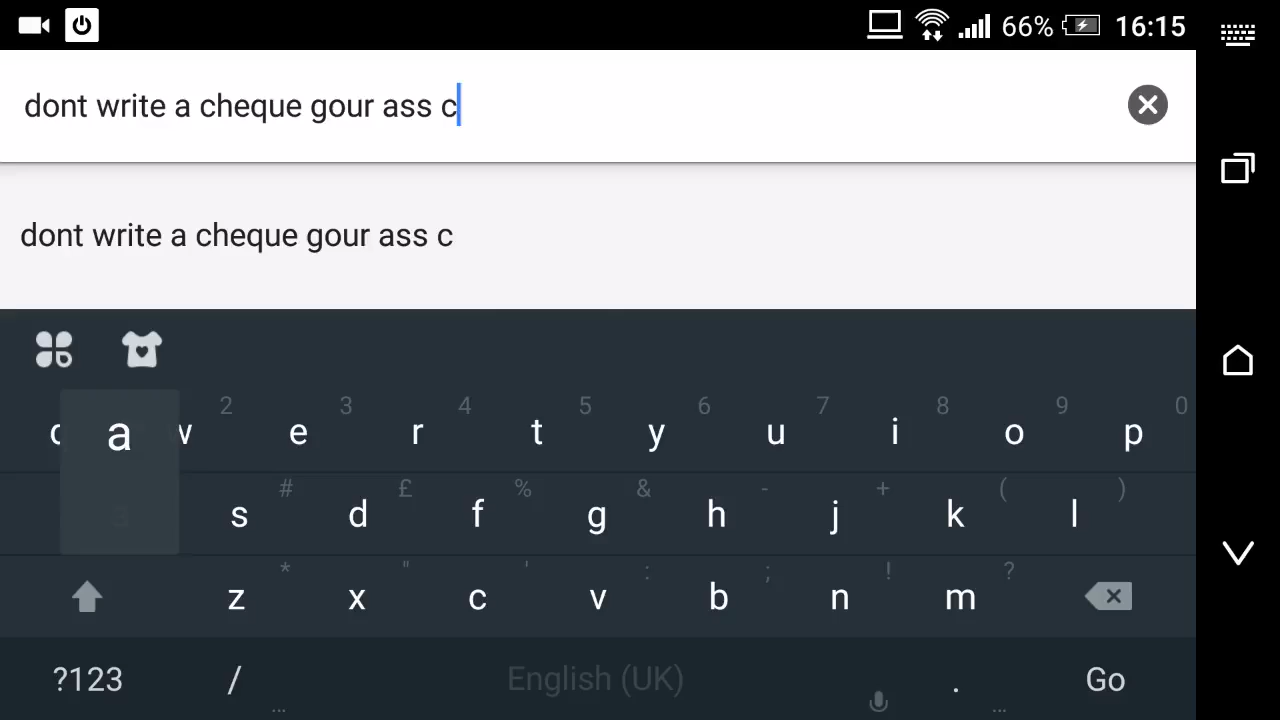 66% 16:15
dont write a cheque gour ass c
dont write a cheque gour ass c
2 3 4 5 6 7 8 9 0
a w e r t y u i o p
# £ % & - + ( )
s d f g h j k l
* " ' : ; ! ?
z x c v b n m
?123 / English (UK) . Go
... ...